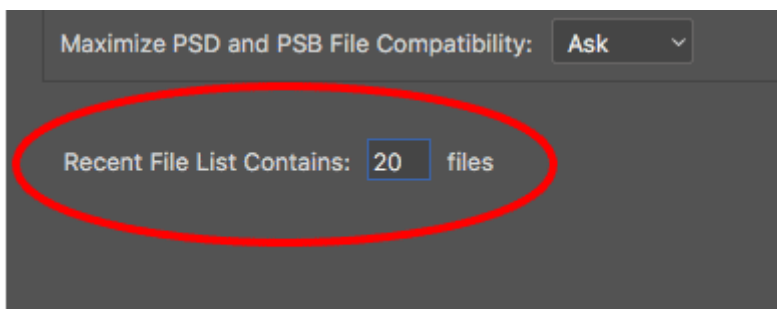 Maximize PSD and PSB File Compatibility: Ask
Recent File List Contains: 20 files